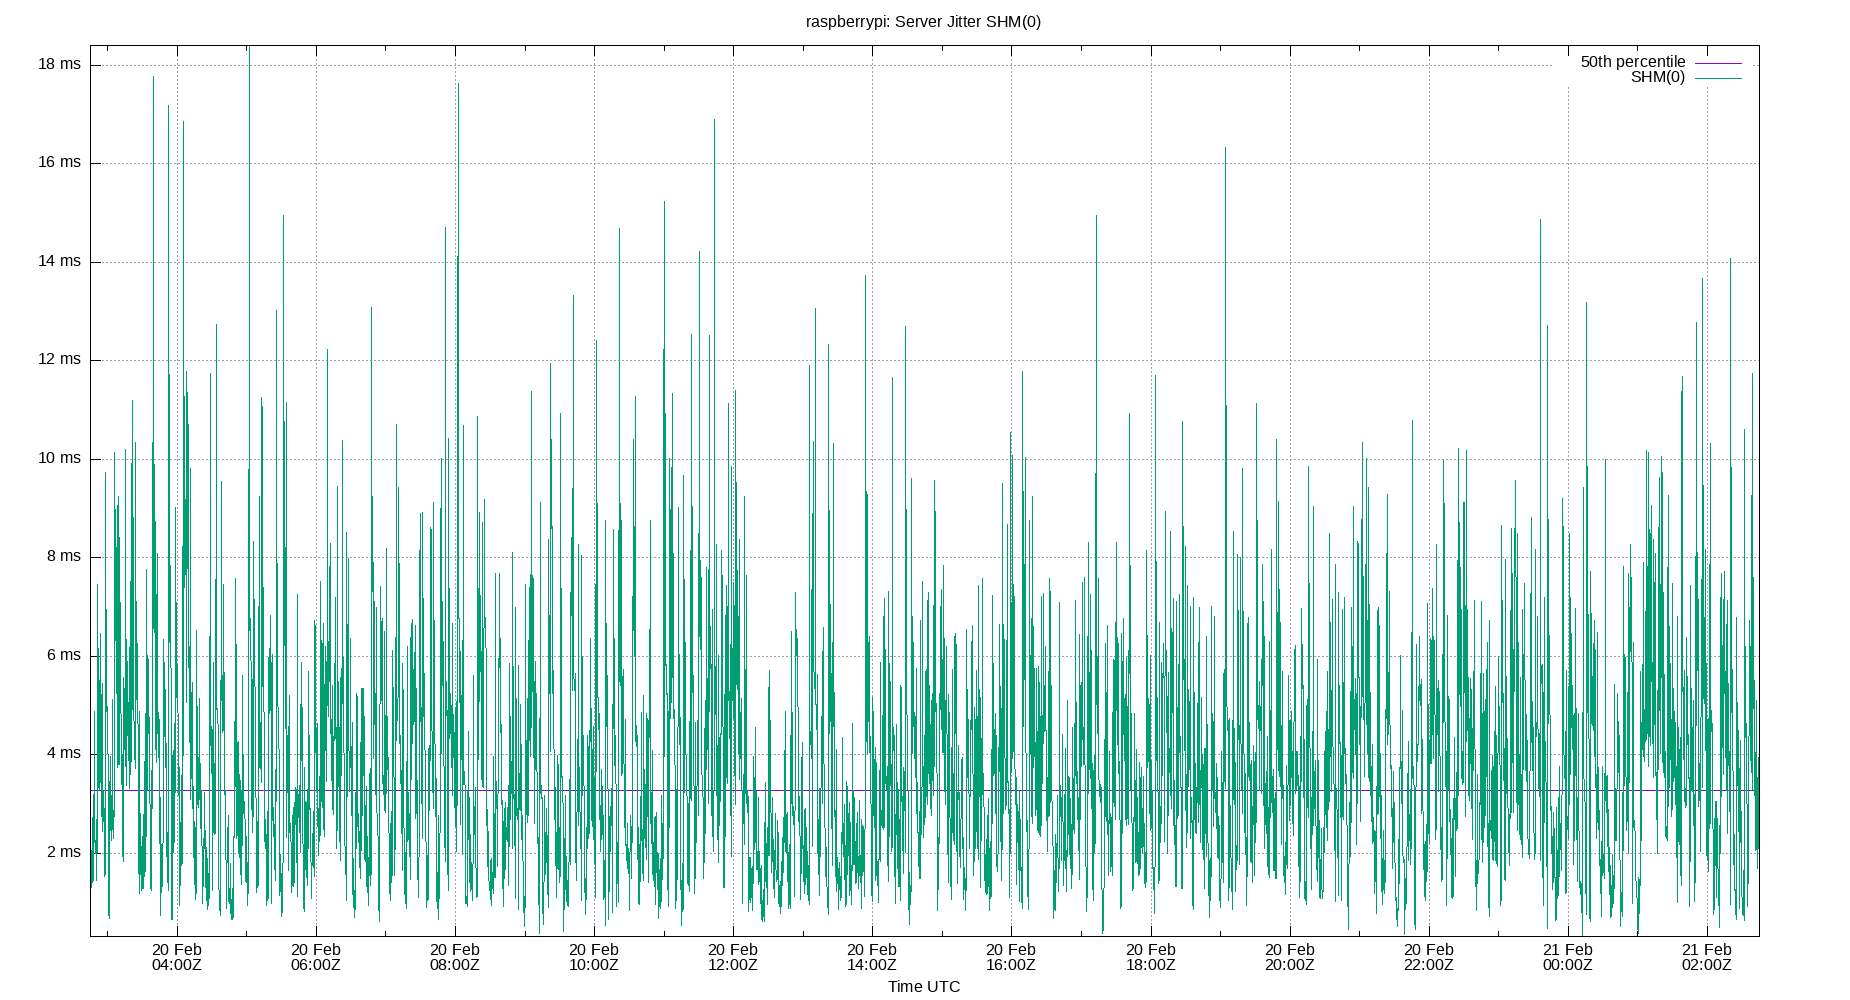 raspberrypi: Server Jitter SHM(0)
50th percentile
SHM(0)
18 ms
16 ms
14 ms
12 ms
10 ms
8 ms
6 ms
4 ms
2 ms
20 Feb 20 Feb 20 Feb 20 Feb 20 Feb 20 Feb 20 Feb 20 Feb 20 Feb 20 Feb 21 Feb 21 Feb
04:00Z 06:00Z 08:00Z 10:00Z 12:00Z 14:00Z 16:00Z 18:00Z 20:00Z 22:00Z 00:00Z 02:00Z
Time UTC